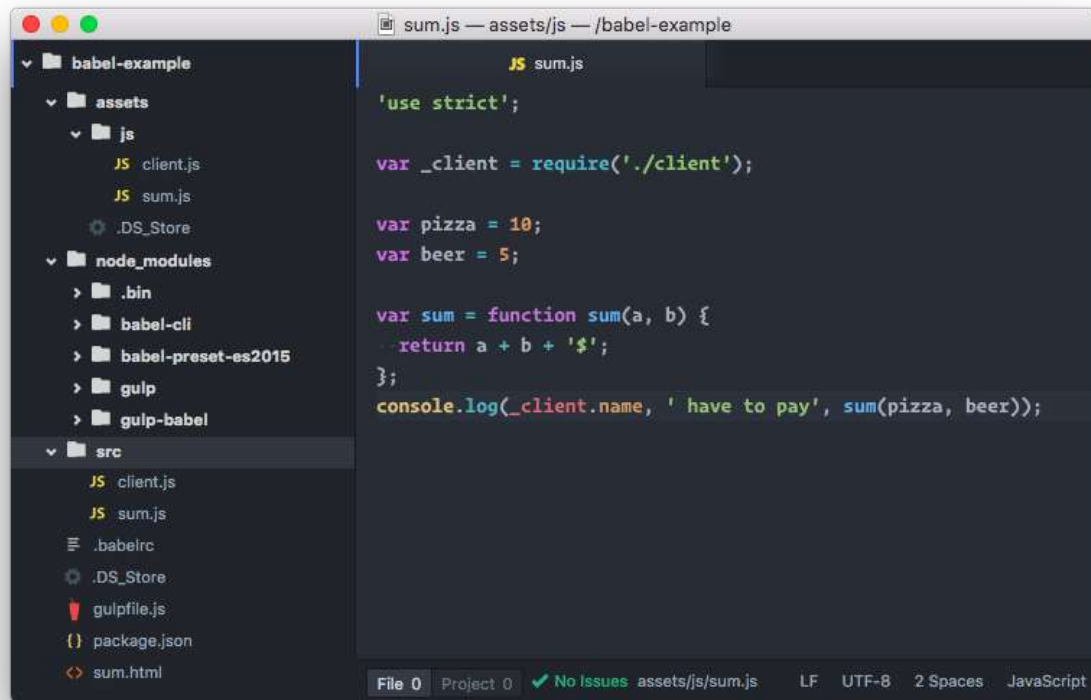 sum.js — assets/js — /babel-example
babel-example
assets
js
JS client.js
JS sum.js
.DS_Store
node_modules
.bin
babel-cli
babel-preset-es2015
gulp
gulp-babel
src
JS client.js
JS sum.js
.babelrc
.DS_Store
gulpfile.js
{} package.json
<> sum.html
JS sum.js
'use strict';
var _client = require('./client');
var pizza = 10;
var beer = 5;
var sum = function sum(a, b) {
  return a + b + '$';
};
console.log(_client.name, ' have to pay', sum(pizza, beer));
File 0 Project 0 No Issues assets/js/sum.js LF UTF-8 2 Spaces JavaScript